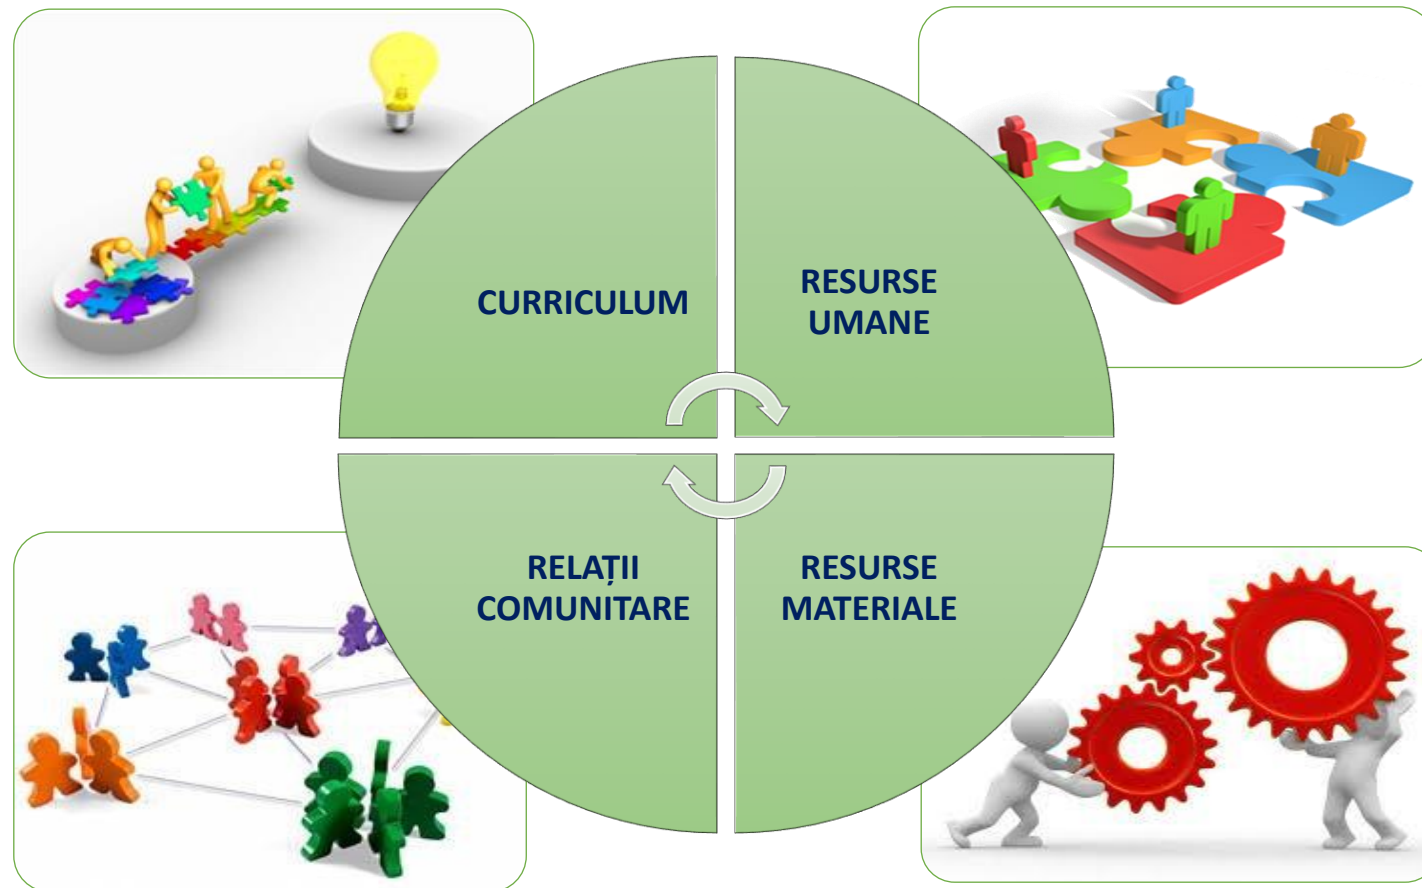 CURRICULUM
RESURSE
UMANE
RELAȚII
COMUNITARE
RESURSE
MATERIALE